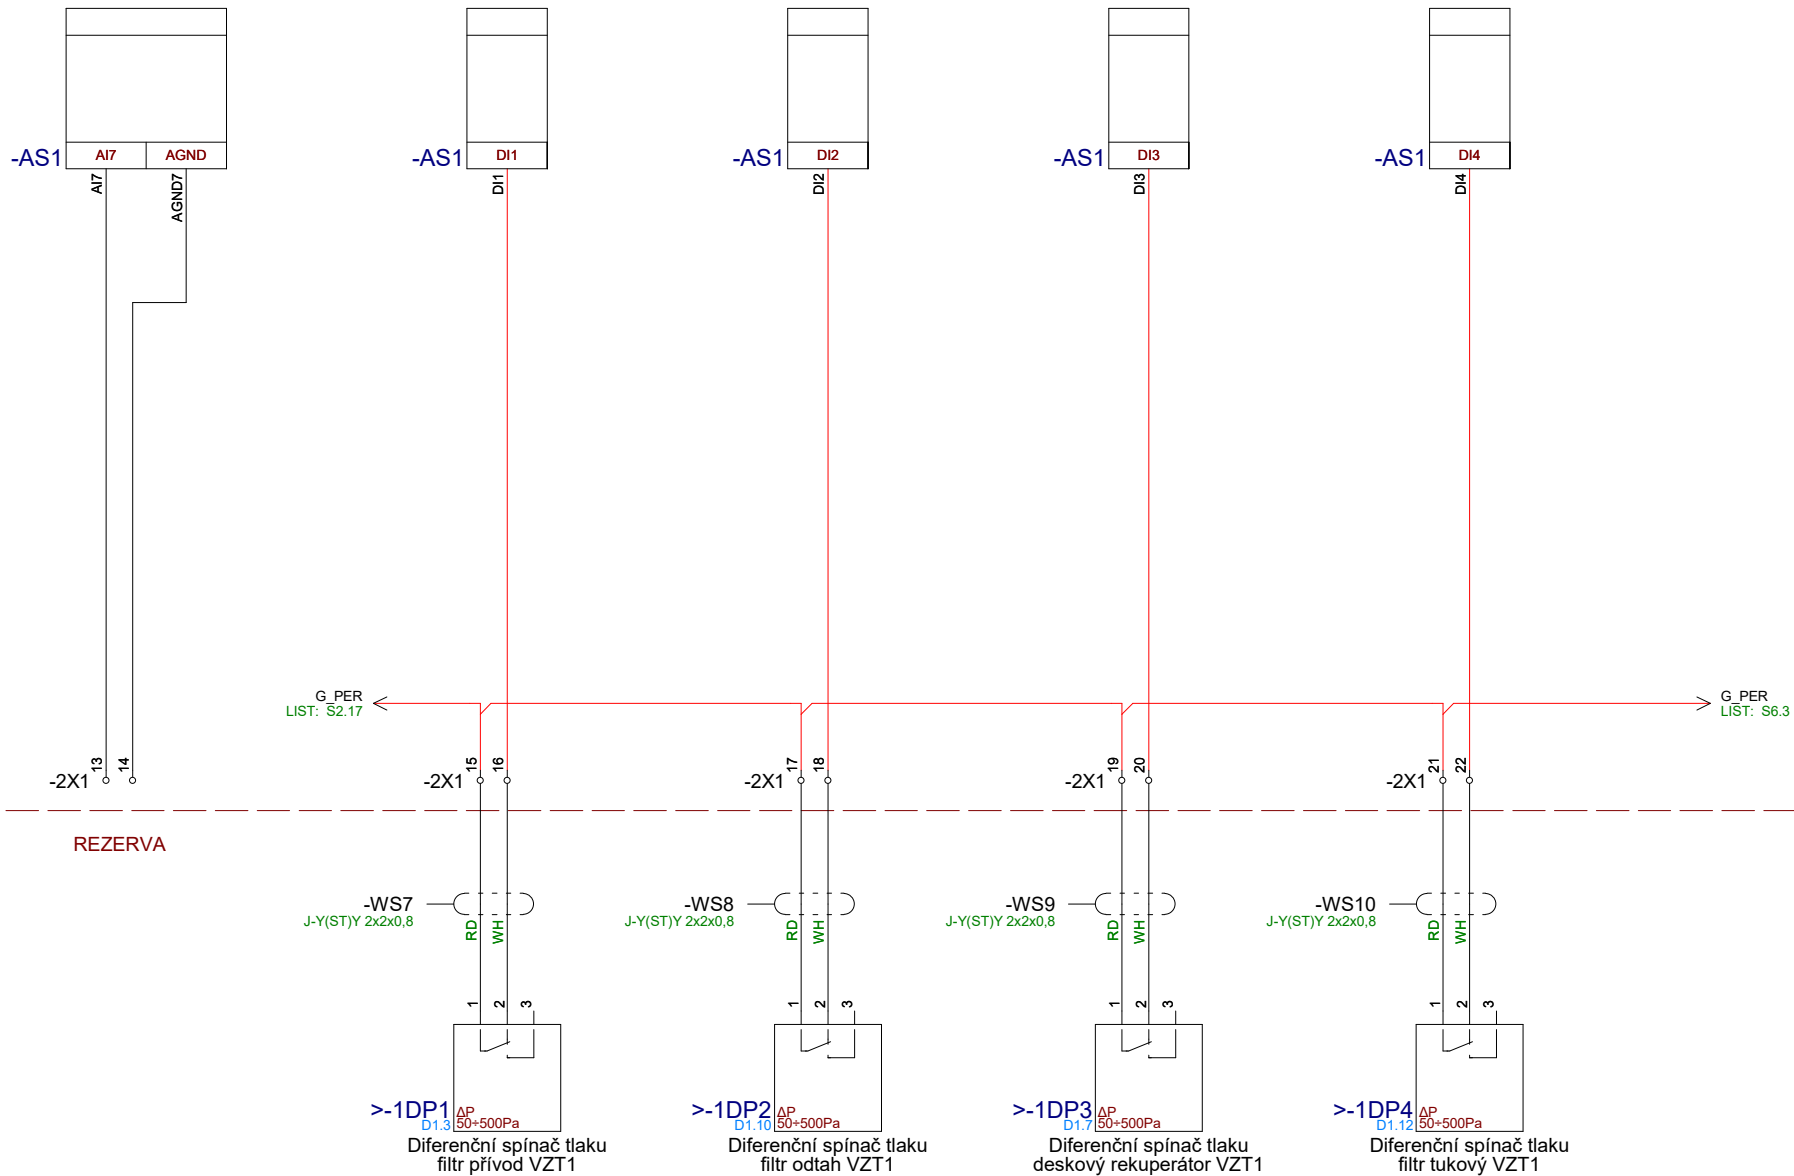 -AS1 AI7 AGND
-AS1 DI1
-AS1 DI2
-AS1 DI3
-AS1 DI4
AI7 AGND7 DI1 DI2 DI3 DI4
G_PER
LIST: S2.17
G_PER
LIST: S6.3
-2X1 13 14
-2X1 15 16
-2X1 17 18
-2X1 19 20
-2X1 21 22
REZERVA
-WS7
J-Y(ST)Y 2x2x0,8
RD WH
-WS8
J-Y(ST)Y 2x2x0,8
RD WH
-WS9
J-Y(ST)Y 2x2x0,8
RD WH
-WS10
J-Y(ST)Y 2x2x0,8
RD WH
1 2 3
>-1DP1
D1.3
ΔP
50÷500Pa
Diferenční spínač tlaku
filtr přívod VZT1
1 2 3
>-1DP2
D1.10
ΔP
50÷500Pa
Diferenční spínač tlaku
filtr odtah VZT1
1 2 3
>-1DP3
D1.7
ΔP
50÷500Pa
Diferenční spínač tlaku
deskový rekuperátor VZT1
1 2 3
>-1DP4
D1.12
ΔP
50÷500Pa
Diferenční spínač tlaku
filtr tukový VZT1